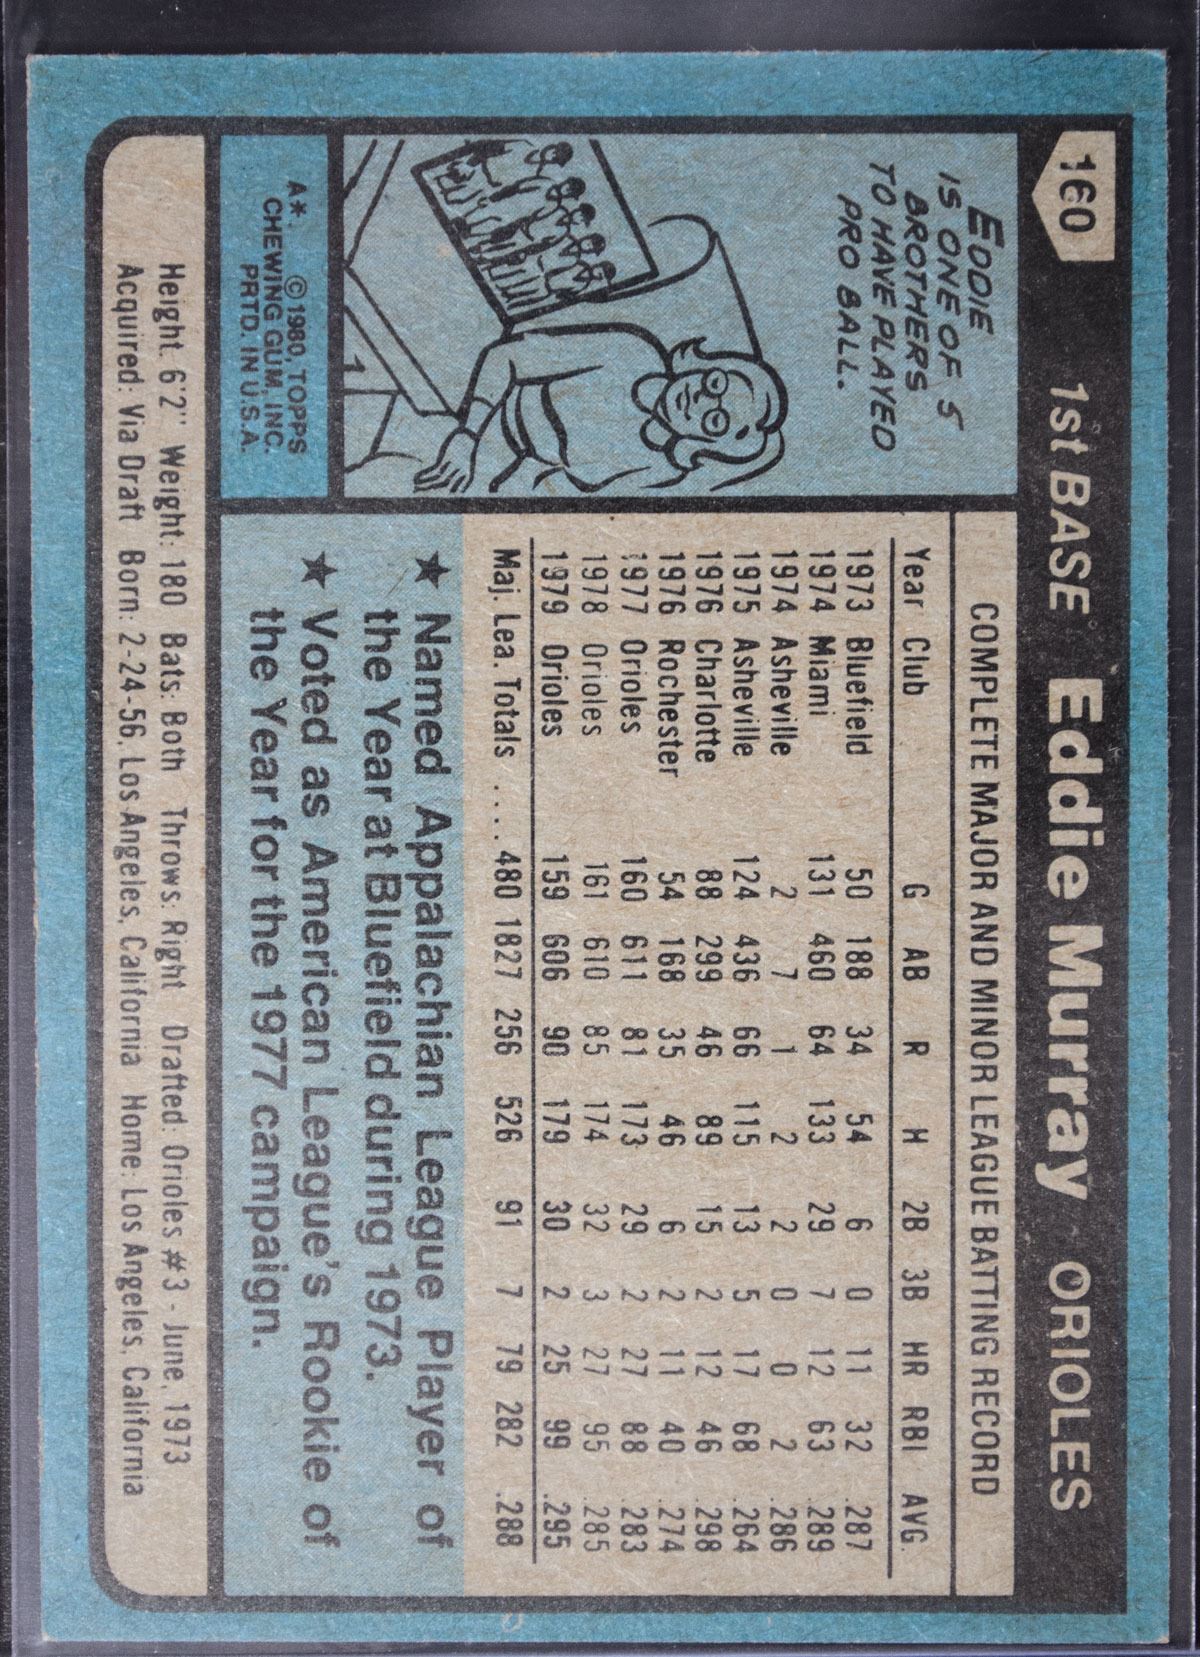 160
1st BASE Eddie Murray ORIOLES
EDDIE
IS ONE OF 5
BROTHERS
TO HAVE PLAYED
PRO BALL.
1
A*. © 1980, TOPPS
CHEWING GUM, INC.
PRTD. IN U.S.A.
COMPLETE MAJOR AND MINOR LEAGUE BATTING RECORD
Year Club G AB R H 2B 3B HR RBI AVG.
1973 Bluefield 50 188 34 54 6 0 11 32 .287
1974 Miami 131 460 64 133 29 7 12 63 .289
1974 Asheville 2 7 1 2 2 0 0 2 .286
1975 Asheville 124 436 66 115 13 5 17 68 .264
1976 Charlotte 88 299 46 89 15 2 12 46 .298
1976 Rochester 54 168 35 46 6 2 11 40 .274
1977 Orioles 160 611 81 173 29 2 27 88 .283
1978 Orioles 161 610 85 174 32 3 27 95 .285
1979 Orioles 159 606 90 179 30 2 25 99 .295
Maj. Lea. Totals .... 480 1827 256 526 91 7 79 282 .288
★ Named Appalachian League Player of
the Year at Bluefield during 1973.
★ Voted as American League's Rookie of
the Year for the 1977 campaign.
Height: 6'2" Weight: 180 Bats: Both Throws: Right Drafted: Orioles #3 - June, 1973
Acquired: Via Draft Born: 2-24-56, Los Angeles, California Home: Los Angeles, California